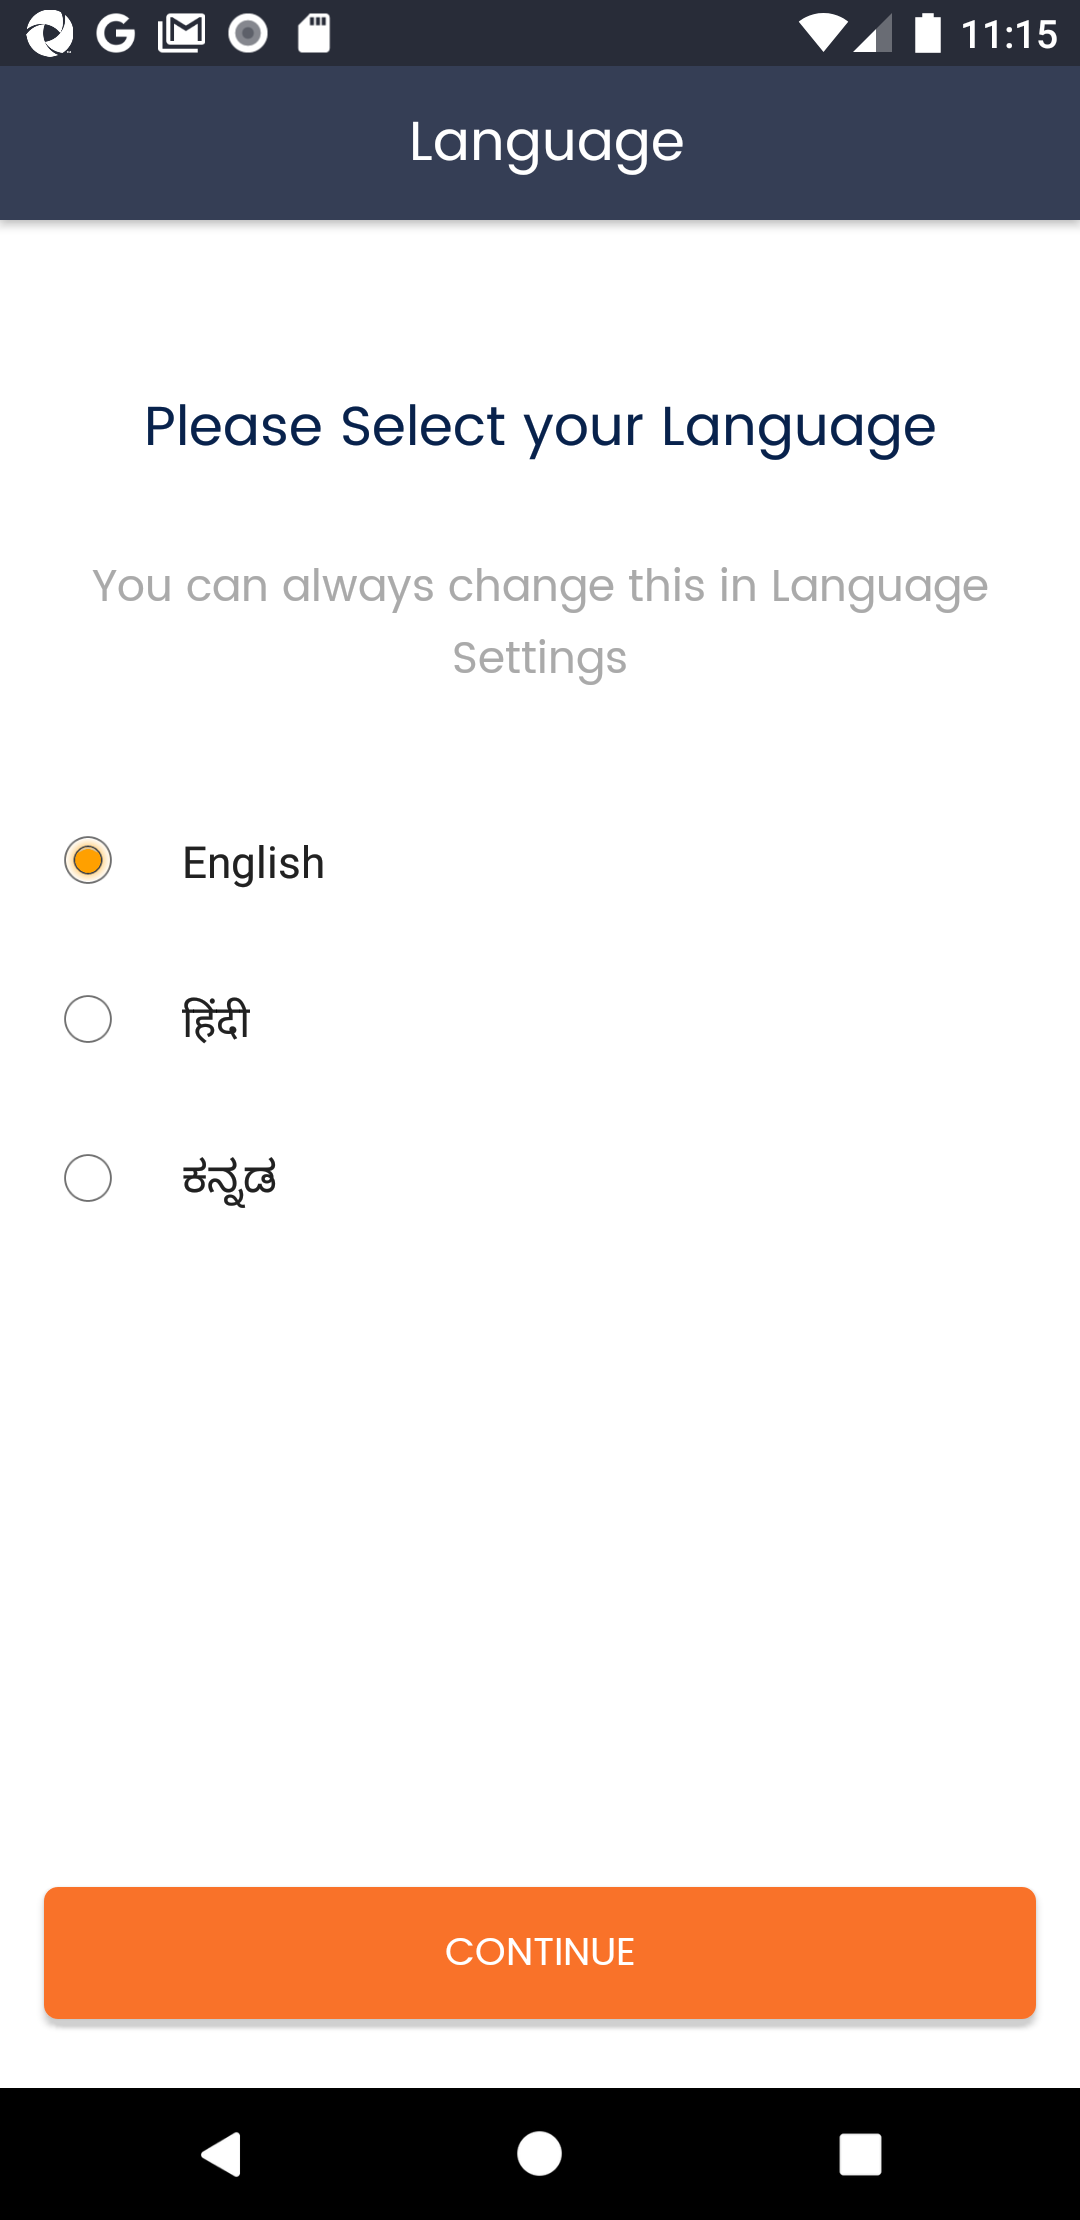 11:15
Language
Please Select your Language
You can always change this in Language
Settings
English
हिंदी
ಕನ್ನಡ
CONTINUE